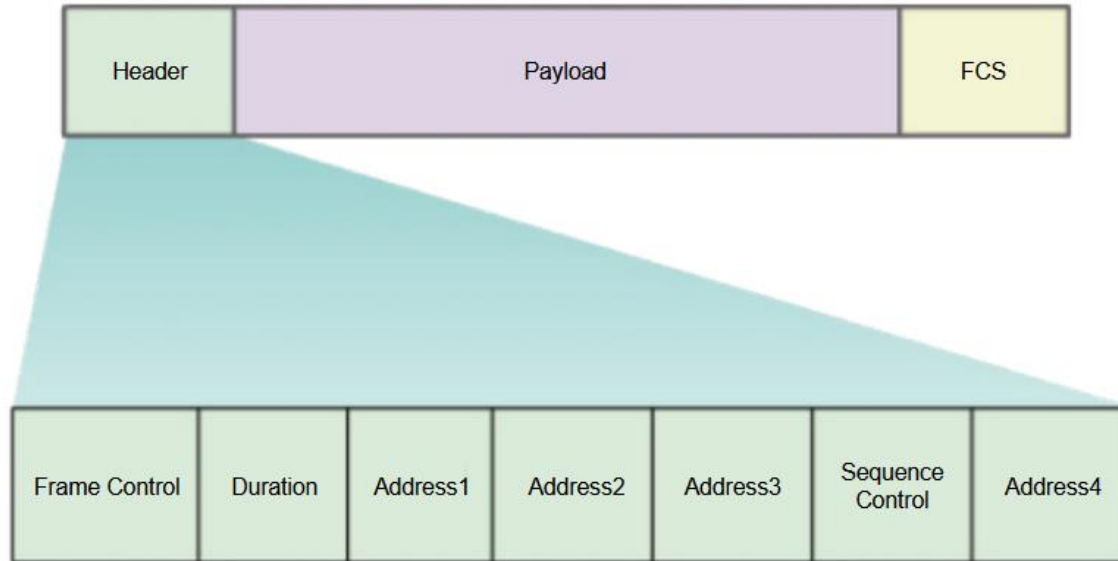 Header
Payload
FCS
Frame Control
Duration
Address1
Address2
Address3
Sequence
Control
Address4